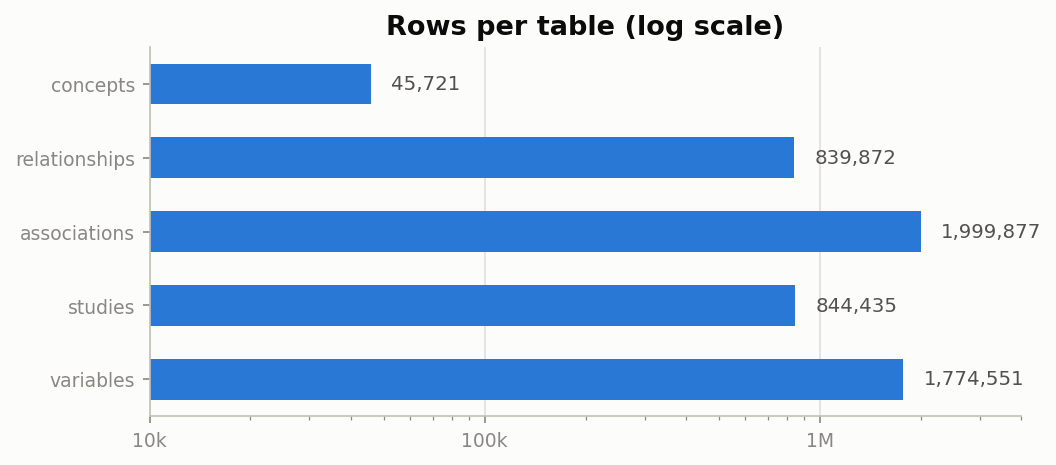 Rows per table (log scale)
concepts 45,721
relationships 839,872
associations 1,999,877
studies 844,435
variables 1,774,551
10k 100k 1M